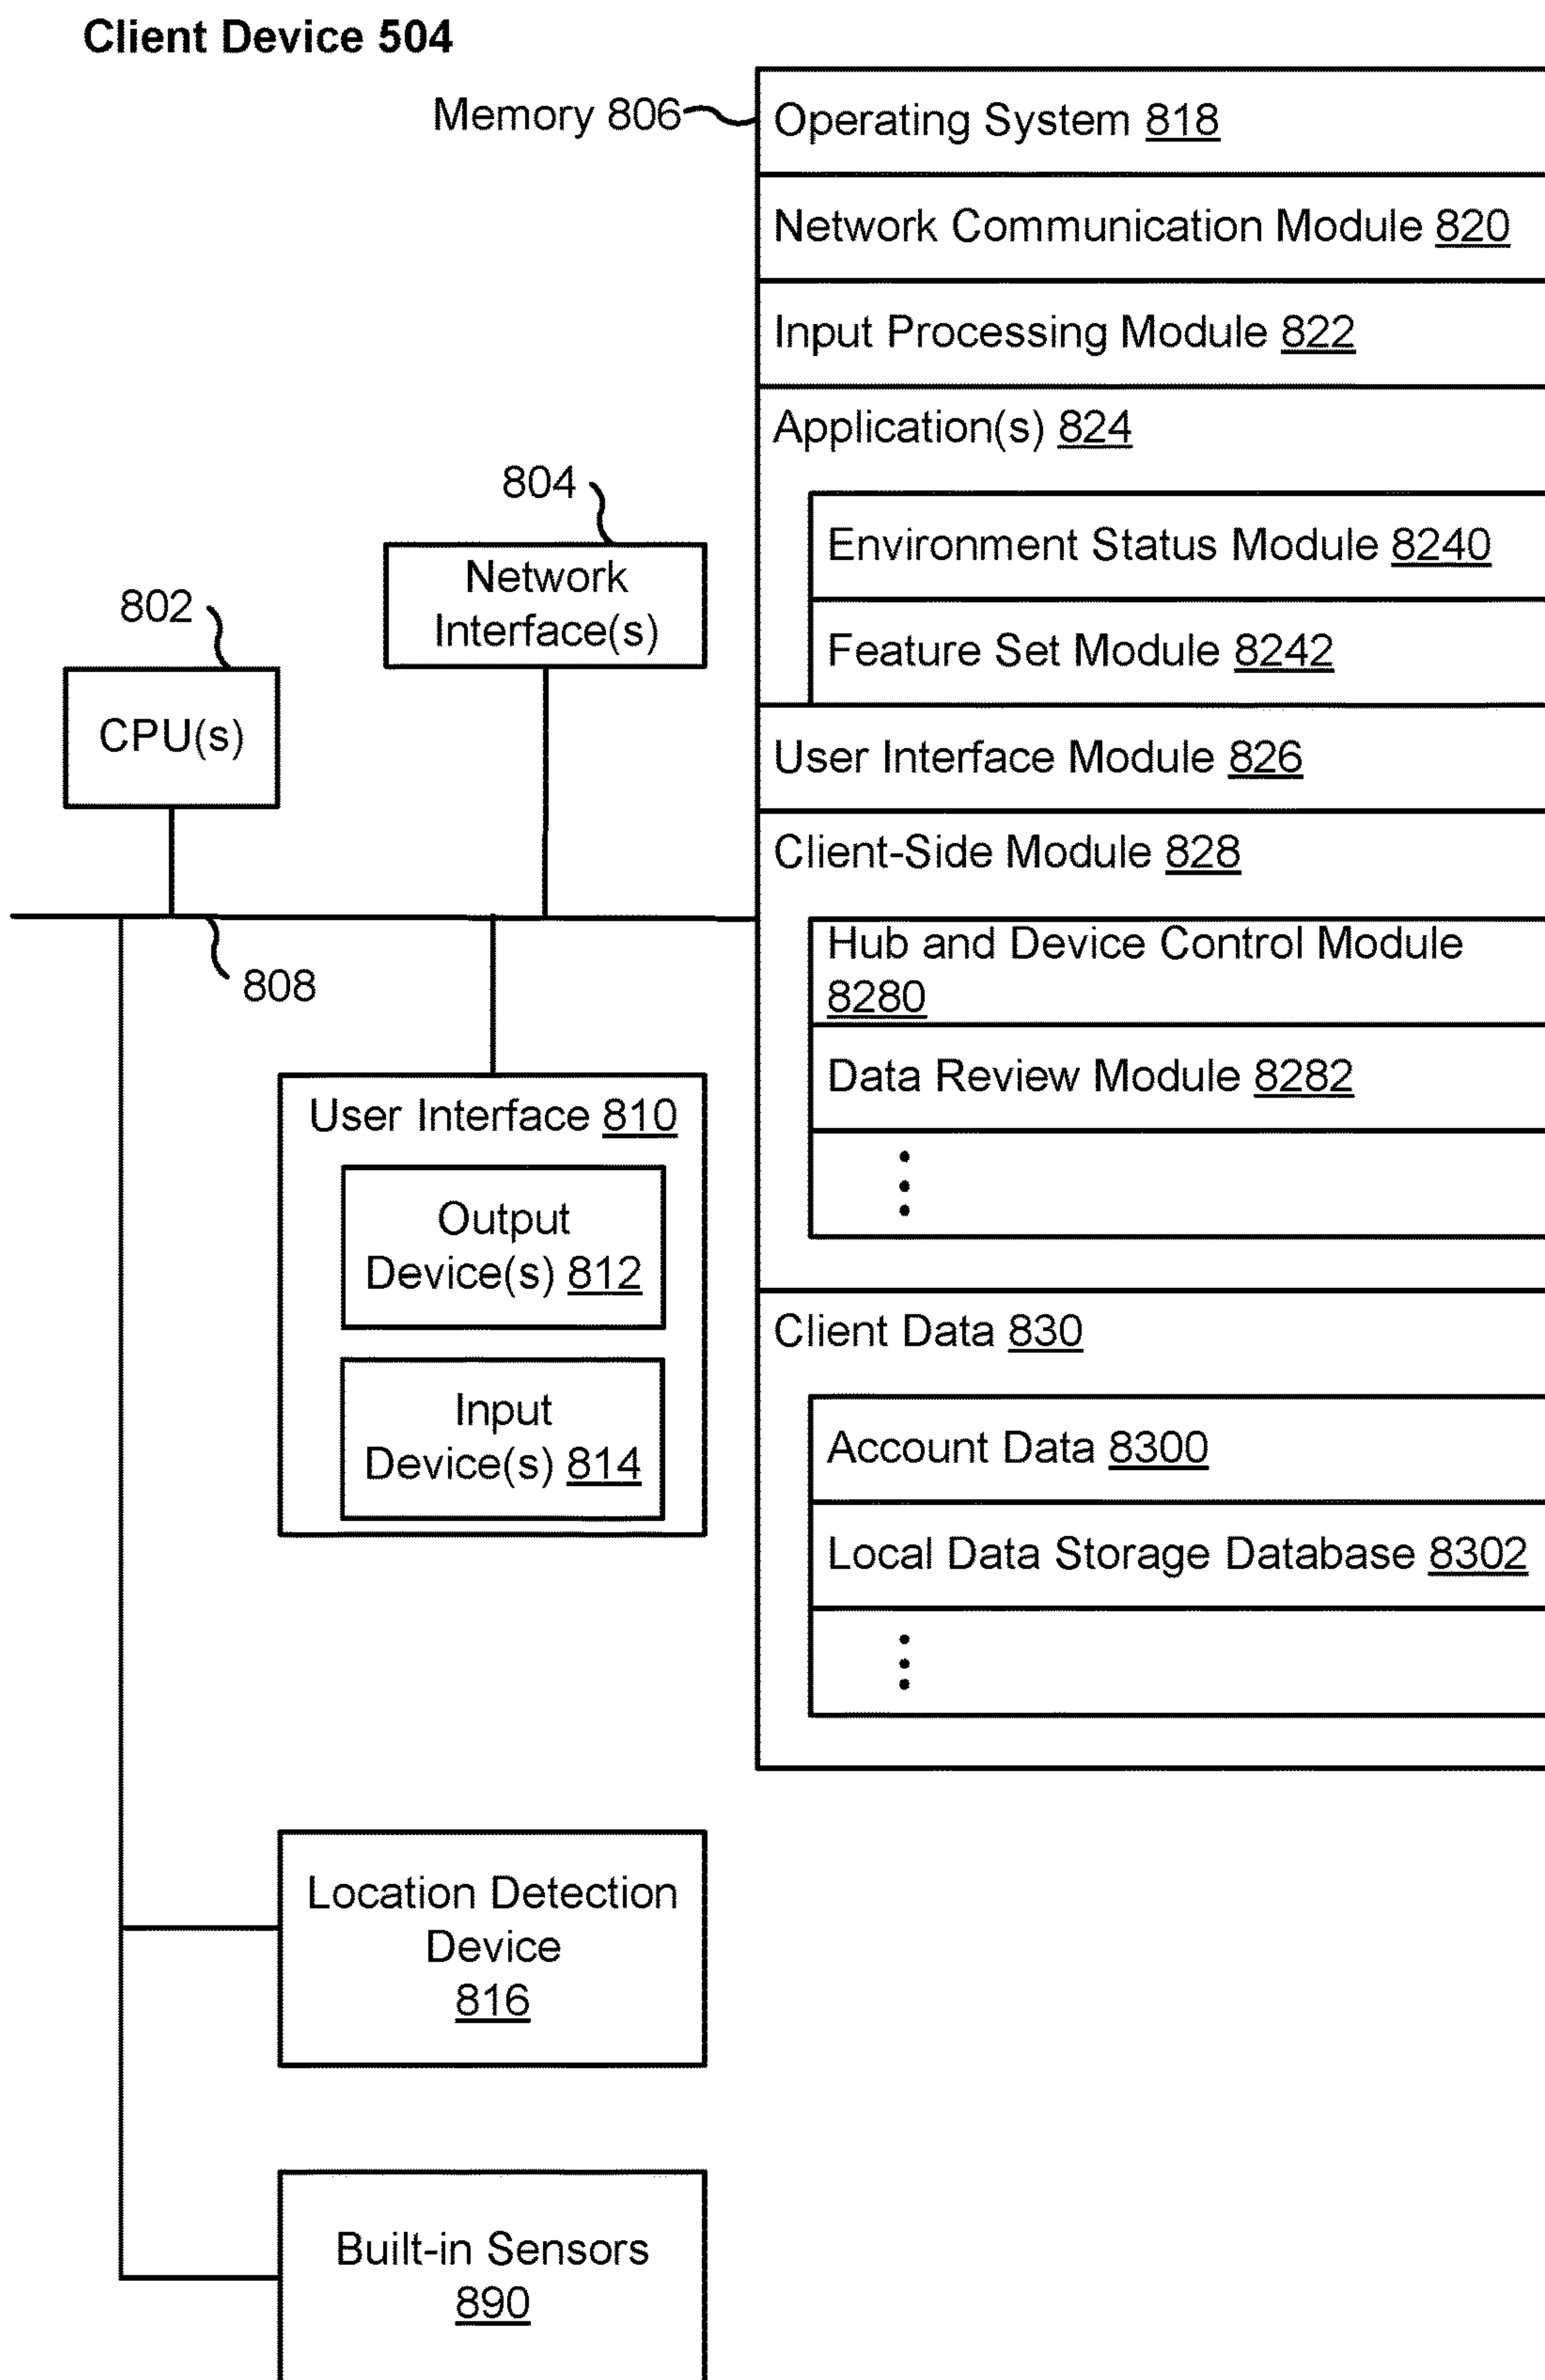 Client Device 504
Memory 806
Operating System 818
Network Communication Module 820
Input Processing Module 822
Application(s) 824
Environment Status Module 8240
Feature Set Module 8242
User Interface Module 826
Client-Side Module 828
Hub and Device Control Module
8280
Data Review Module 8282
Client Data 830
Account Data 8300
Local Data Storage Database 8302
804
Network
Interface(s)
802
CPU(s)
808
User Interface 810
Output
Device(s) 812
Input
Device(s) 814
Location Detection
Device
816
Built-in Sensors
890